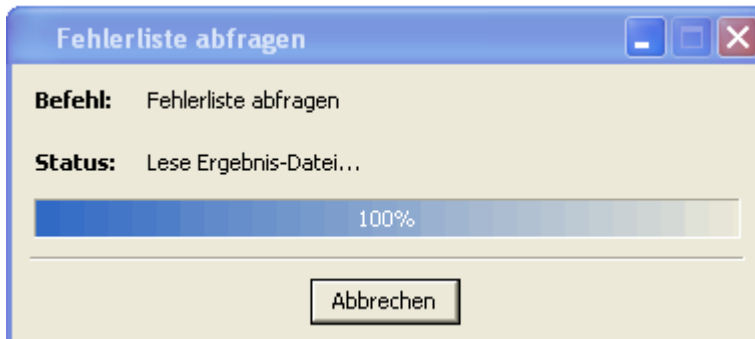 Fehlerliste abfragen
Befehl: Fehlerliste abfragen
Status: Lese Ergebnis-Datei...
100%
Abbrechen